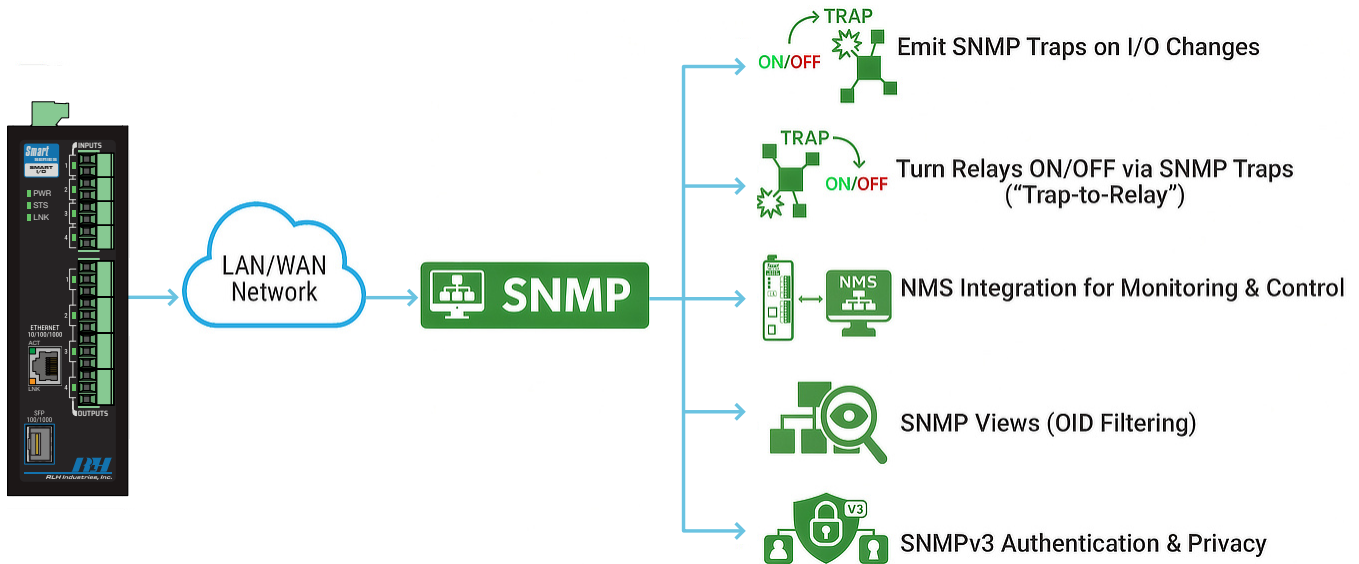 Smart
SERIES
SMART
I/O
PWR
STS
LNK
INPUTS
1
2
3
4
1
2
3
4
OUTPUTS
ETHERNET
10/100/1000
ACT
LNK
SFP
100/1000
RLH
RLH Industries, Inc.
LAN/WAN
Network
SNMP
TRAP
ON/OFF
Emit SNMP Traps on I/O Changes
TRAP
ON/OFF
Turn Relays ON/OFF via SNMP Traps
(“Trap-to-Relay”)
NMS
NMS Integration for Monitoring & Control
SNMP Views (OID Filtering)
V3
SNMPv3 Authentication & Privacy